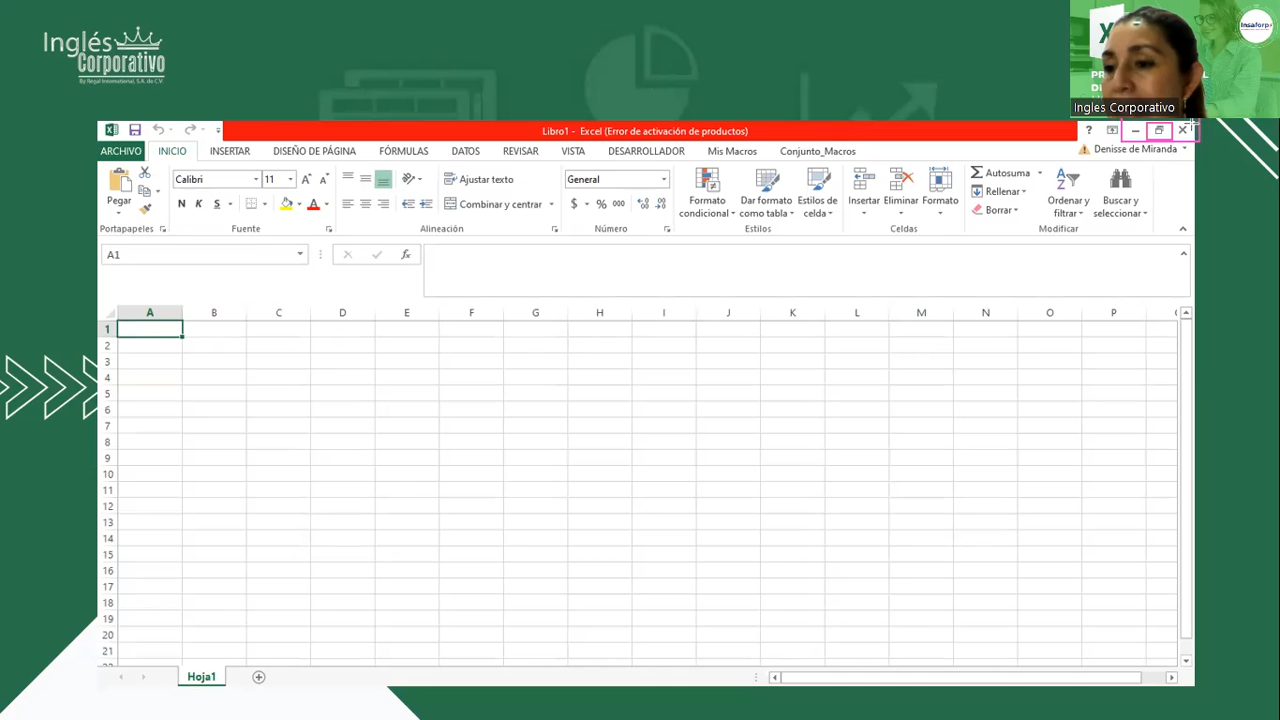 Inglés
Corporativo
By Regal International, S.A. de C.V.
Insaforp
Ingles Corporativo
Libro1 - Excel (Error de activación de productos)
?
ARCHIVO INICIO INSERTAR DISEÑO DE PÁGINA FÓRMULAS DATOS REVISAR VISTA DESARROLLADOR Mis Macros Conjunto_Macros
Denisse de Miranda
Pegar
Portapapeles
Calibri 11
N K S
Fuente
Ajustar texto
Combinar y centrar
Alineación
General
$ % 000
Número
Formato condicional
Dar formato como tabla
Estilos de celda
Estilos
Insertar Eliminar Formato
Celdas
Autosuma
Rellenar
Borrar
Ordenar y filtrar
Buscar y seleccionar
Modificar
A1 fx
A B C D E F G H I J K L M N O P
1
2
3
4
5
6
7
8
9
10
11
12
13
14
15
16
17
18
19
20
21
Hoja1